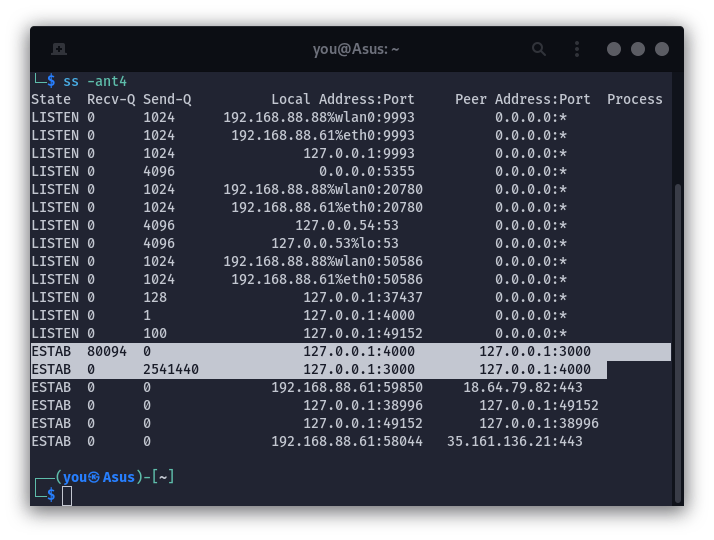 you@Asus: ~
└─$ ss -ant4
State Recv-Q Send-Q Local Address:Port Peer Address:Port Process
LISTEN 0 1024 192.168.88.88%wlan0:9993 0.0.0.0:*
LISTEN 0 1024 192.168.88.61%eth0:9993 0.0.0.0:*
LISTEN 0 1024 127.0.0.1:9993 0.0.0.0:*
LISTEN 0 4096 0.0.0.0:5355 0.0.0.0:*
LISTEN 0 1024 192.168.88.88%wlan0:20780 0.0.0.0:*
LISTEN 0 1024 192.168.88.61%eth0:20780 0.0.0.0:*
LISTEN 0 4096 127.0.0.54:53 0.0.0.0:*
LISTEN 0 4096 127.0.0.53%lo:53 0.0.0.0:*
LISTEN 0 1024 192.168.88.88%wlan0:50586 0.0.0.0:*
LISTEN 0 1024 192.168.88.61%eth0:50586 0.0.0.0:*
LISTEN 0 128 127.0.0.1:37437 0.0.0.0:*
LISTEN 0 1 127.0.0.1:4000 0.0.0.0:*
LISTEN 0 100 127.0.0.1:49152 0.0.0.0:*
ESTAB 80094 0 127.0.0.1:4000 127.0.0.1:3000
ESTAB 0 2541440 127.0.0.1:3000 127.0.0.1:4000
ESTAB 0 0 192.168.88.61:59850 18.64.79.82:443
ESTAB 0 0 127.0.0.1:38996 127.0.0.1:49152
ESTAB 0 0 127.0.0.1:49152 127.0.0.1:38996
ESTAB 0 0 192.168.88.61:58044 35.161.136.21:443
┌──(you㉿Asus)-[~]
└─$